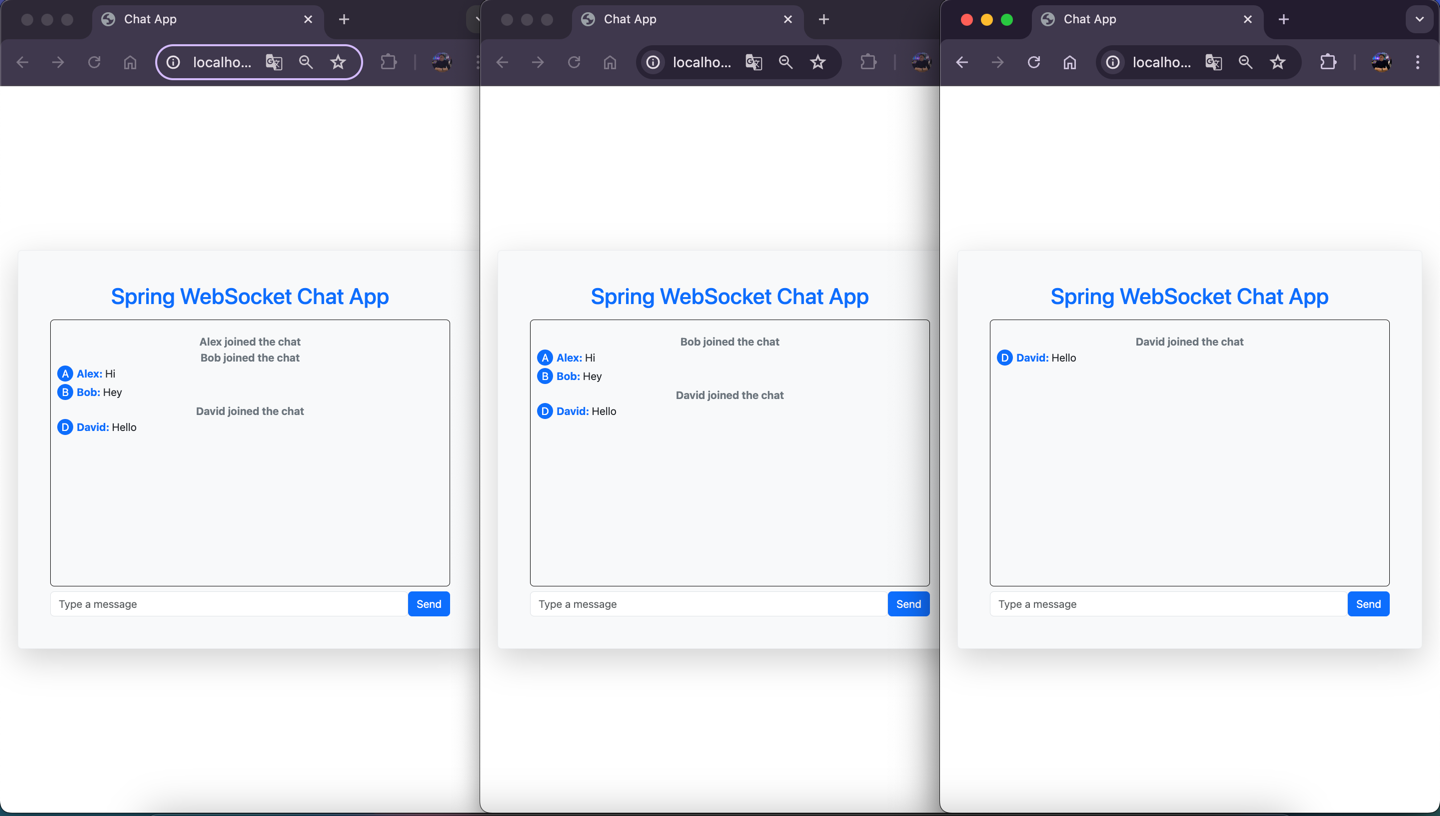 Chat App
localho...
Spring WebSocket Chat App
Alex joined the chat
Bob joined the chat
A Alex: Hi
B Bob: Hey
David joined the chat
D David: Hello
Type a message
Send
Chat App
localho...
Spring WebSocket Chat App
Bob joined the chat
A Alex: Hi
B Bob: Hey
David joined the chat
D David: Hello
Type a message
Send
Chat App
localho...
Spring WebSocket Chat App
David joined the chat
D David: Hello
Type a message
Send